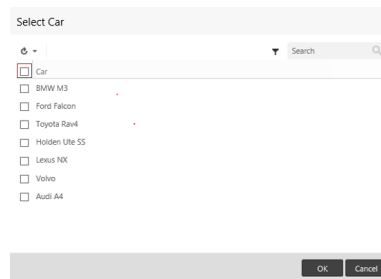 Select Car
Search
Car
BMW M3
Ford Falcon
Toyota Rav4
Holden Ute SS
Lexus NX
Volvo
Audi A4
OK Cancel